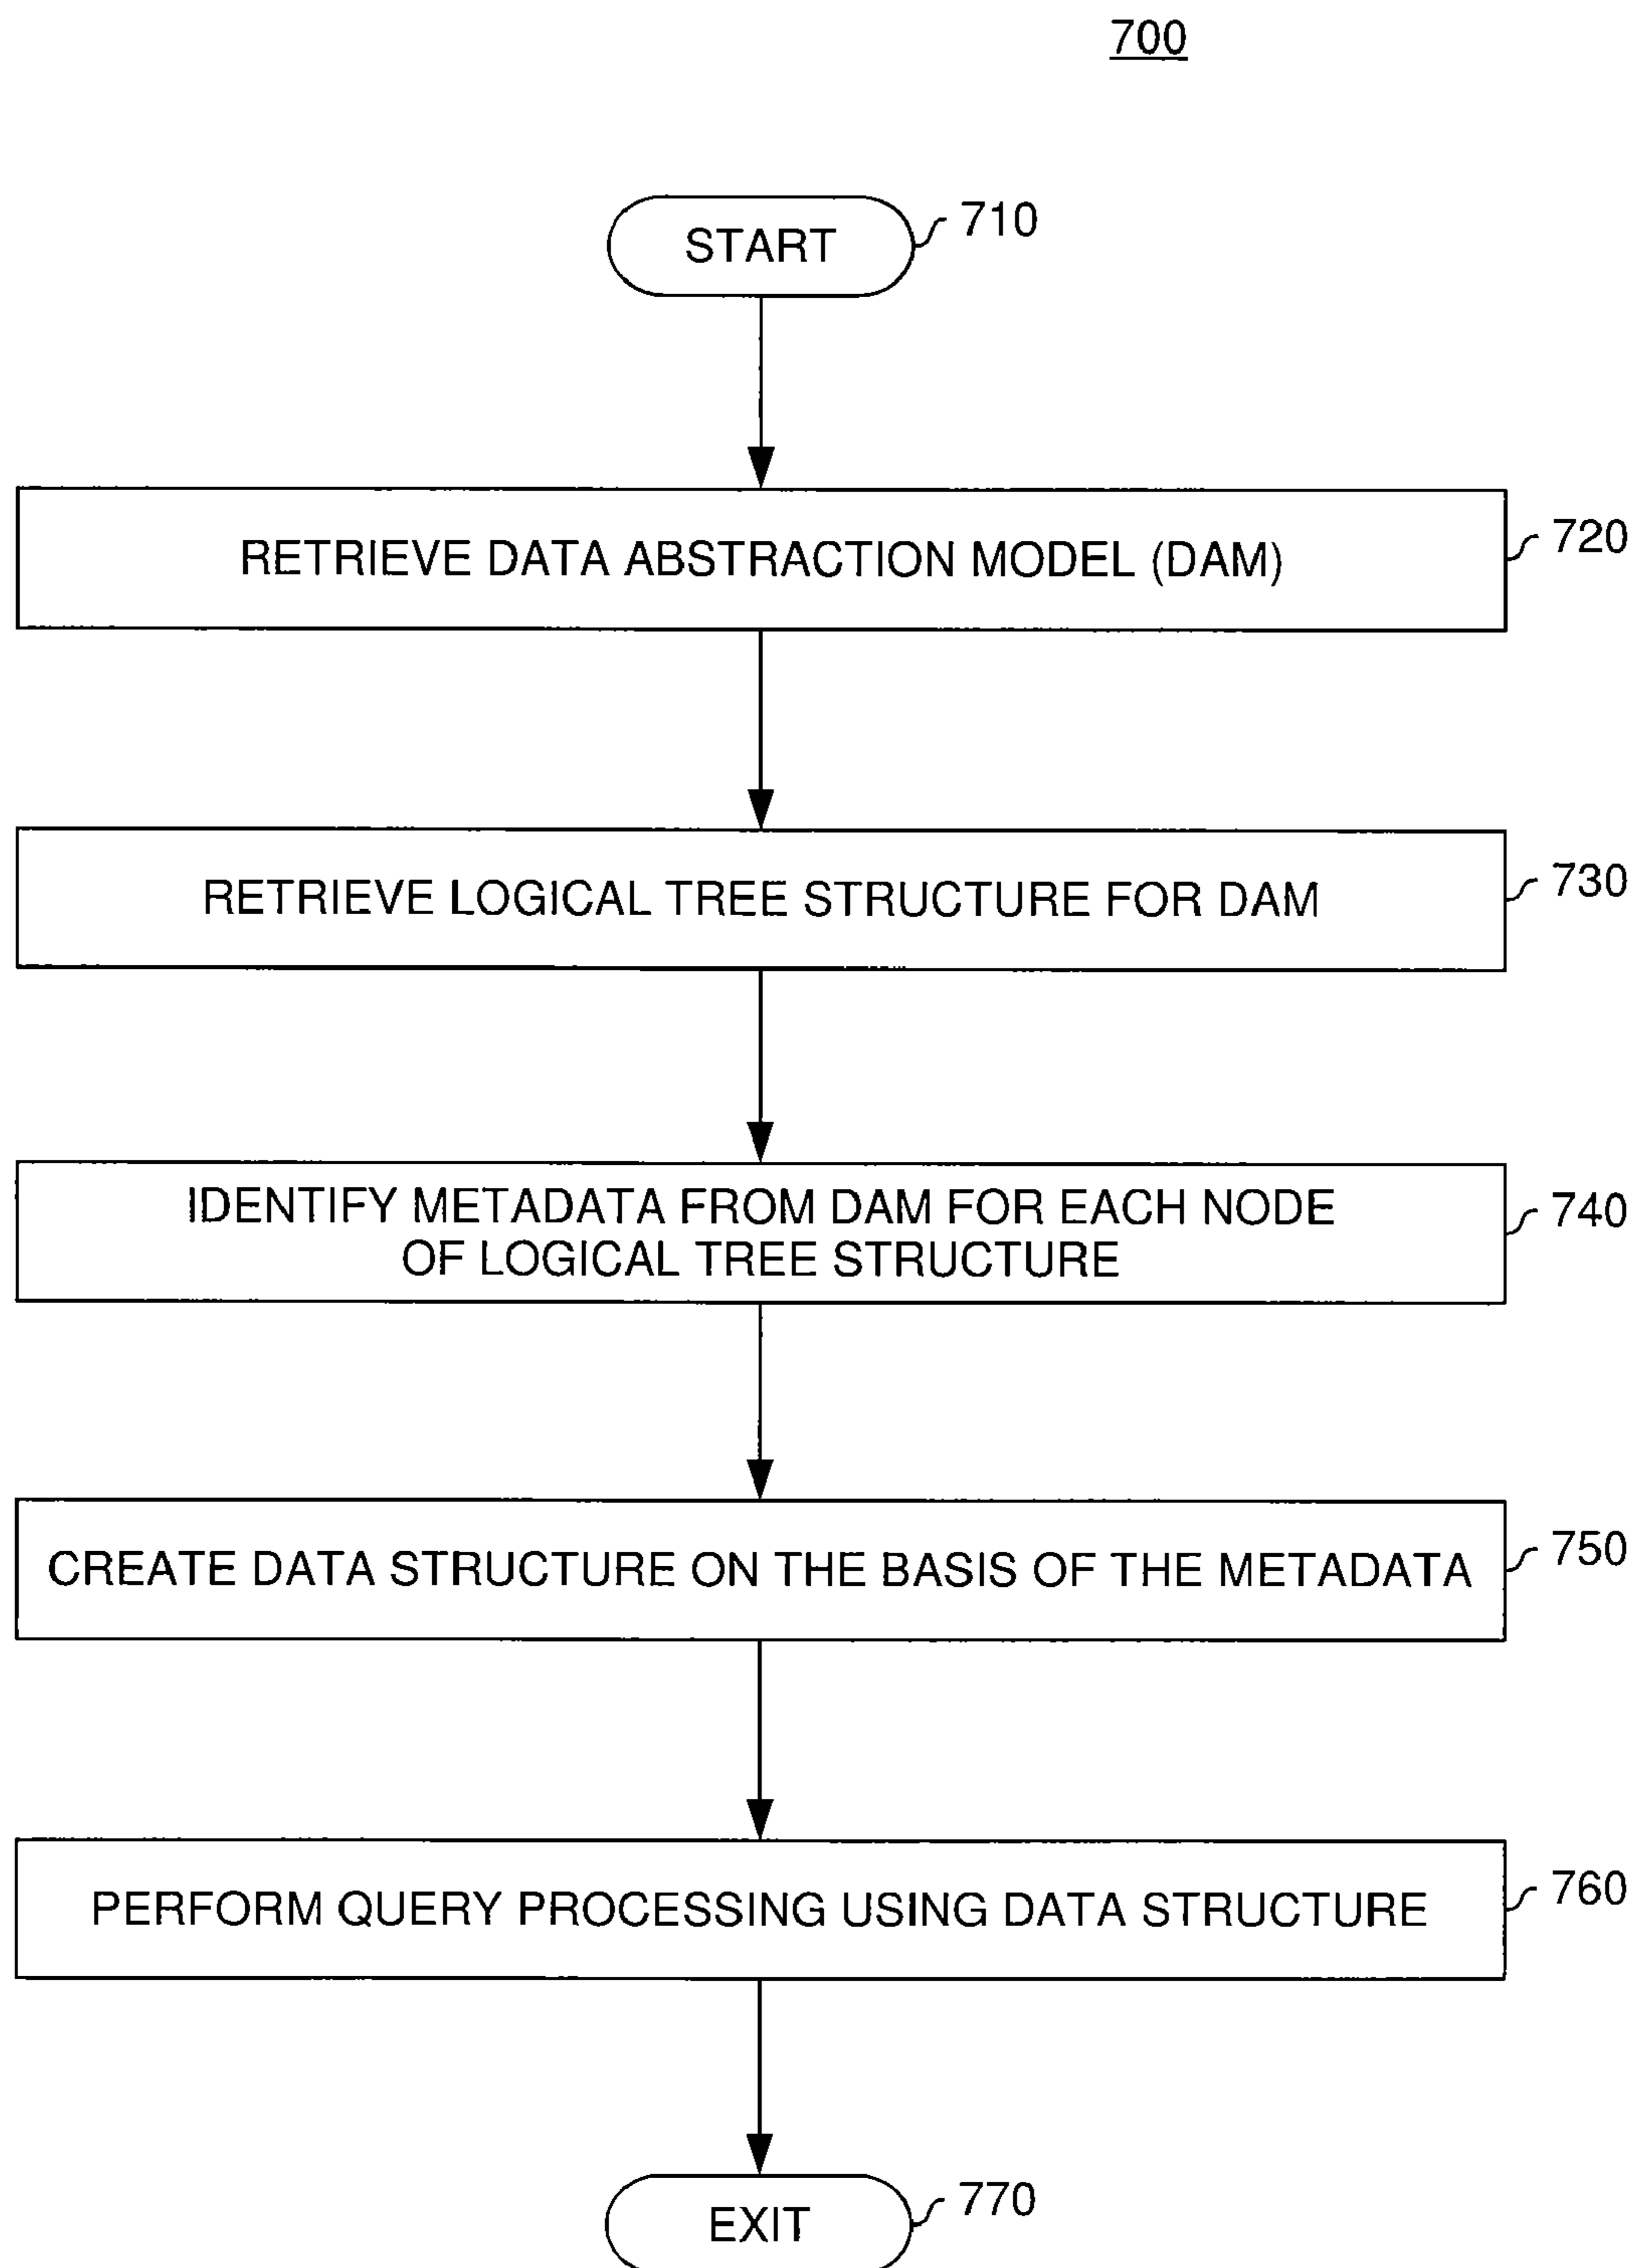 700
START
710
RETRIEVE DATA ABSTRACTION MODEL (DAM)
720
RETRIEVE LOGICAL TREE STRUCTURE FOR DAM
730
IDENTIFY METADATA FROM DAM FOR EACH NODE
OF LOGICAL TREE STRUCTURE
740
CREATE DATA STRUCTURE ON THE BASIS OF THE METADATA
750
PERFORM QUERY PROCESSING USING DATA STRUCTURE
760
EXIT
770